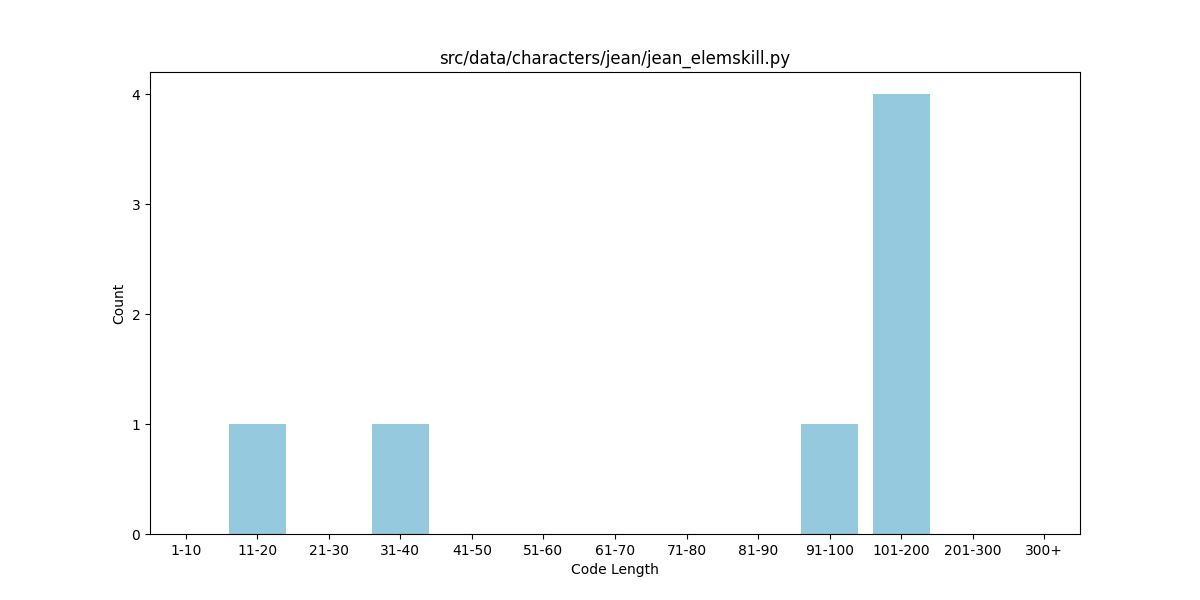 src/data/characters/jean/jean_elemskill.py
Count
4
3
2
1
0
1-10 11-20 21-30 31-40 41-50 51-60 61-70 71-80 81-90 91-100 101-200 201-300 300+
Code Length